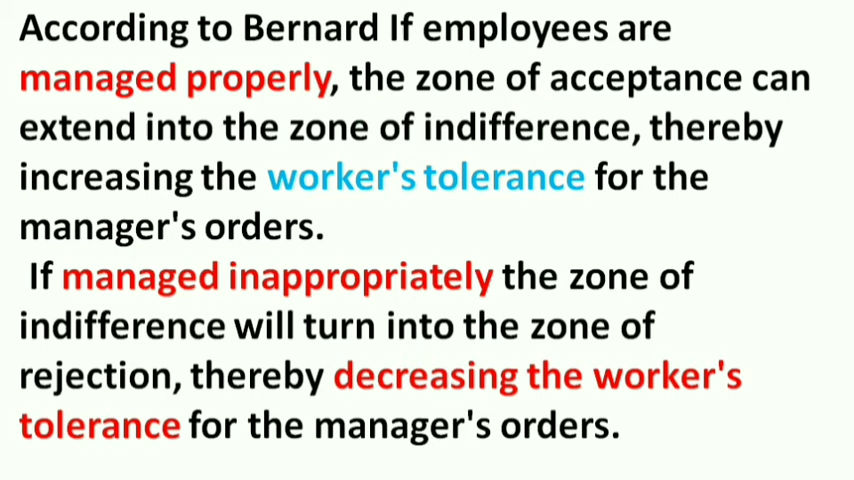 According to Bernard If employees are
managed properly, the zone of acceptance can
extend into the zone of indifference, thereby
increasing the worker's tolerance for the
manager's orders.
If managed inappropriately the zone of
indifference will turn into the zone of
rejection, thereby decreasing the worker's
tolerance for the manager's orders.